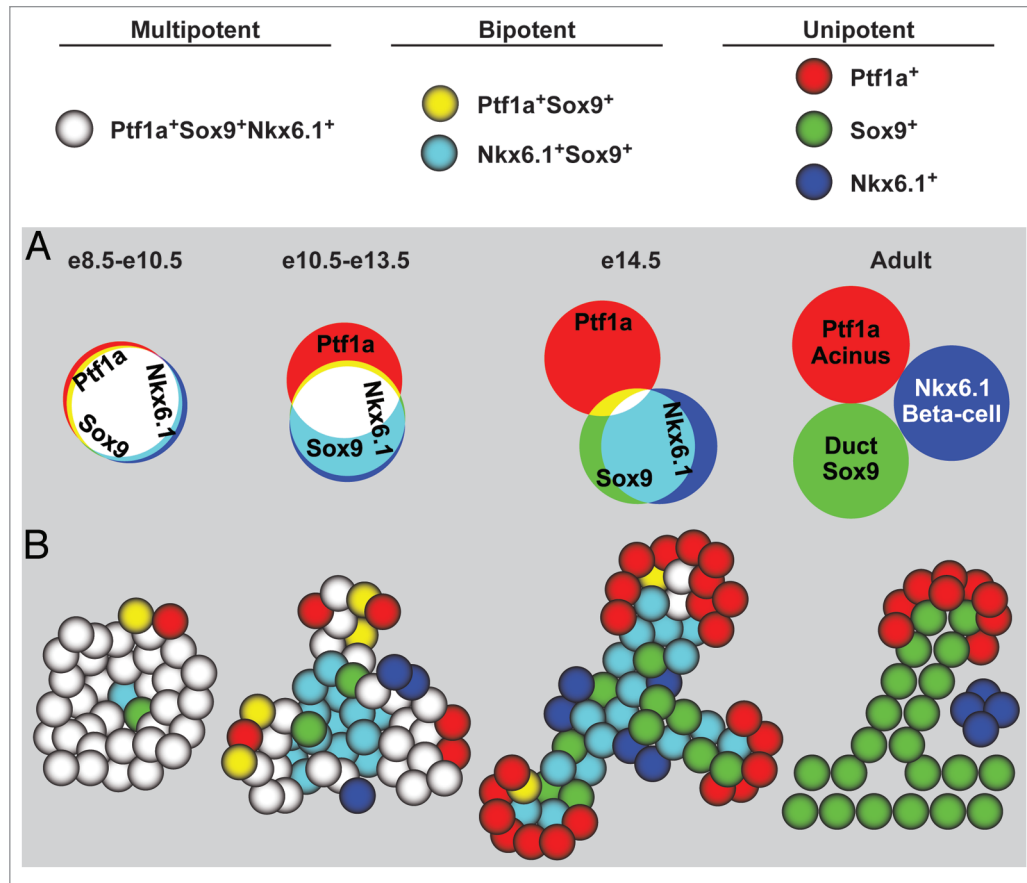 Multipotent
Bipotent
Unipotent
Ptf1a⁺Sox9⁺Nkx6.1⁺
Ptf1a⁺Sox9⁺
Nkx6.1⁺Sox9⁺
Ptf1a⁺
Sox9⁺
Nkx6.1⁺
A
e8.5-e10.5
e10.5-e13.5
e14.5
Adult
Ptf1a
Nkx6.1
Sox9
Ptf1a
Nkx6.1
Sox9
Ptf1a
Nkx6.1
Sox9
Ptf1a
Acinus
Nkx6.1
Beta-cell
Duct
Sox9
B